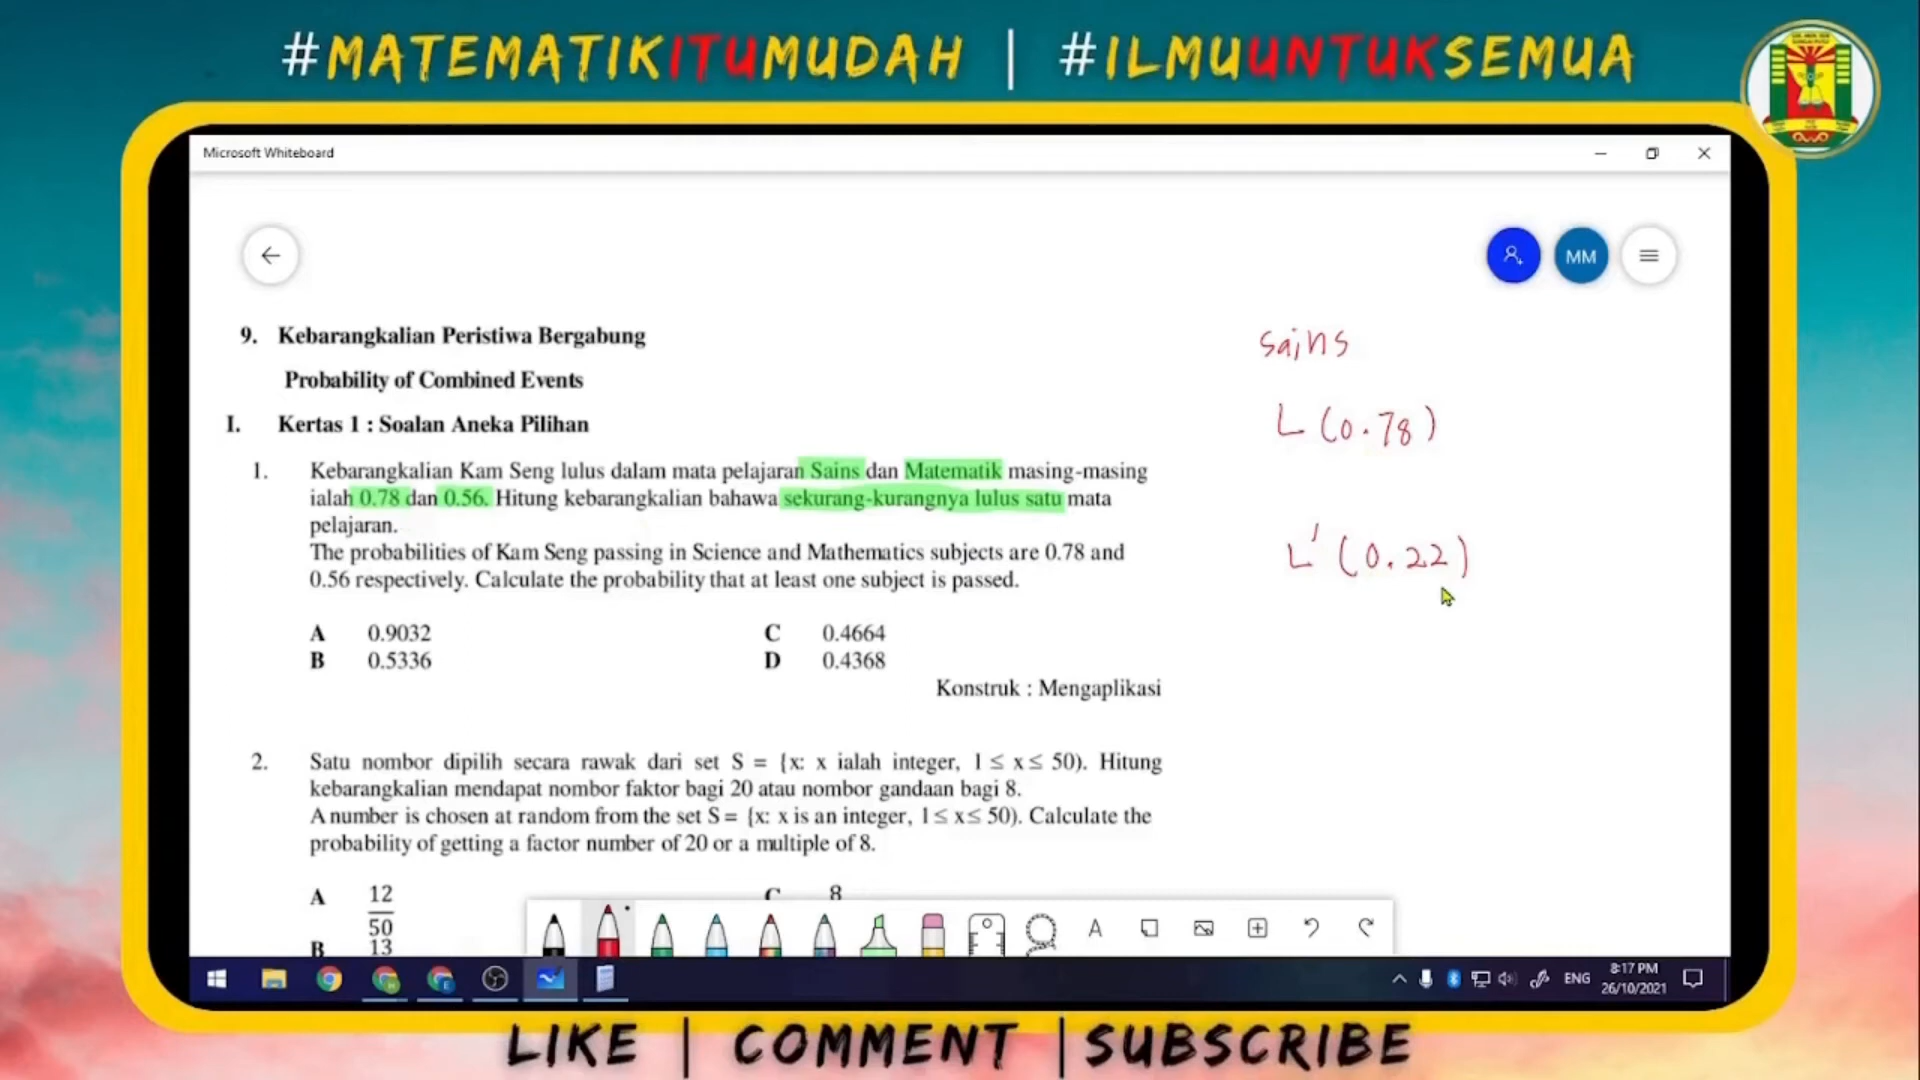 #MATEMATIKITUMUDAH | #ILMUUNTUKSEMUA
Microsoft Whiteboard
MM
9. Kebarangkalian Peristiwa Bergabung
Probability of Combined Events
I. Kertas 1 : Soalan Aneka Pilihan
1. Kebarangkalian Kam Seng lulus dalam mata pelajaran Sains dan Matematik masing-masing
ialah 0.78 dan 0.56. Hitung kebarangkalian bahawa sekurang-kurangnya lulus satu mata
pelajaran.
The probabilities of Kam Seng passing in Science and Mathematics subjects are 0.78 and
0.56 respectively. Calculate the probability that at least one subject is passed.
A 0.9032 C 0.4664
B 0.5336 D 0.4368
Konstruk : Mengaplikasi
sains
L (0.78)
L' (0.22)
2. Satu nombor dipilih secara rawak dari set S = {x: x ialah integer, 1 ≤ x ≤ 50). Hitung
kebarangkalian mendapat nombor faktor bagi 20 atau nombor gandaan bagi 8.
A number is chosen at random from the set S = {x: x is an integer, 1 ≤ x ≤ 50). Calculate the
probability of getting a factor number of 20 or a multiple of 8.
A 12 C 8
50
B 13
A
ENG
8:17 PM
26/10/2021
LIKE | COMMENT | SUBSCRIBE